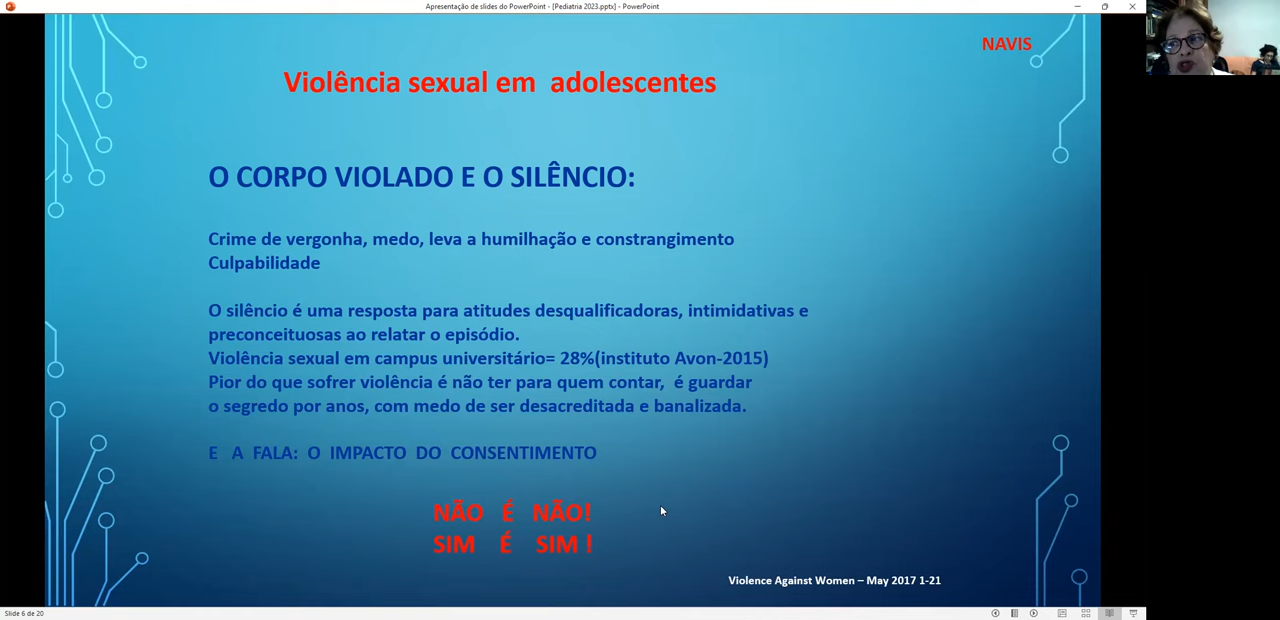 Apresentação de slides do PowerPoint - [Pediatria 2023.pptx] - PowerPoint
NAVIS
Violência sexual em  adolescentes
O CORPO VIOLADO E O SILÊNCIO:
Crime de vergonha, medo, leva a humilhação e constrangimento
Culpabilidade
O silêncio é uma resposta para atitudes desqualificadoras, intimidativas e
preconceituosas ao relatar o episódio.
Violência sexual em campus universitário= 28%(instituto Avon-2015)
Pior do que sofrer violência é não ter para quem contar,  é guardar
o segredo por anos, com medo de ser desacreditada e banalizada.
E  A  FALA:  O  IMPACTO  DO  CONSENTIMENTO
NÃO  É  NÃO!
SIM  É  SIM !
Violence Against Women – May 2017 1-21
Slide 6 de 20